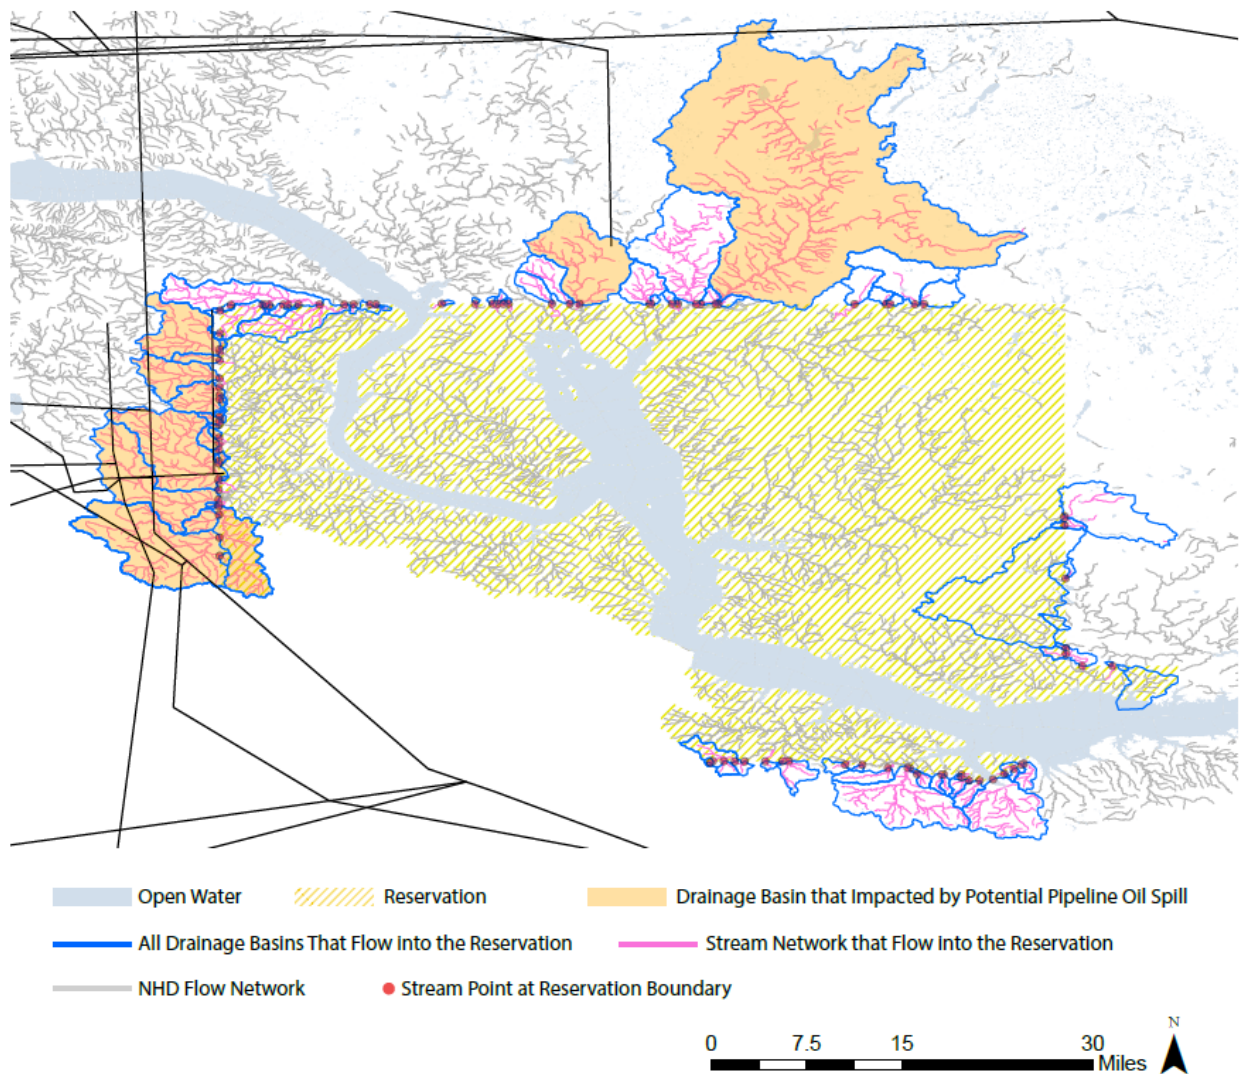 Open Water Reservation Drainage Basin that Impacted by Potential Pipeline Oil Spill
All Drainage Basins That Flow into the Reservation Stream Network that Flow into the Reservation
NHD Flow Network Stream Point at Reservation Boundary
N
0 7.5 15 30
Miles